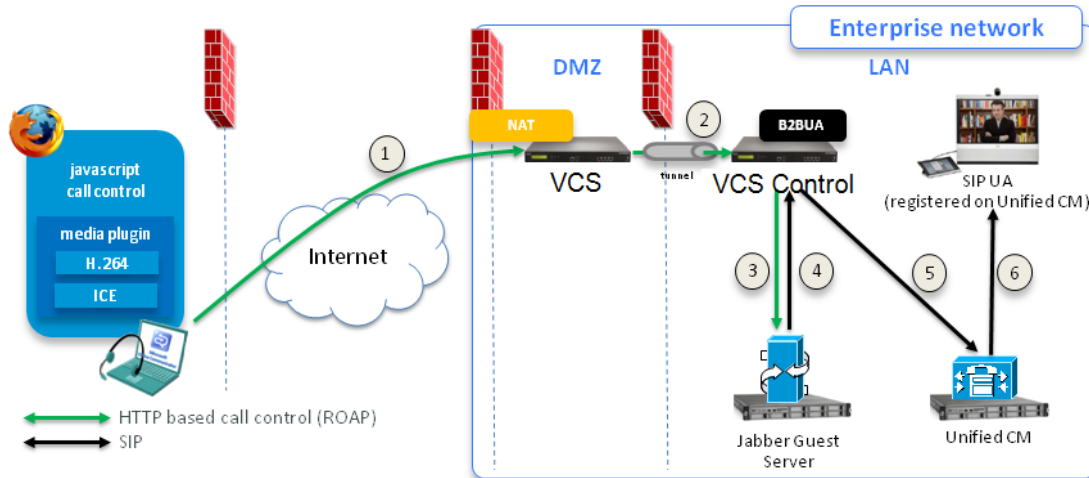 Enterprise network
DMZ
LAN
NAT
B2BUA
1
2
tunnel
VCS
VCS Control
javascript
call control
media plugin
H.264
ICE
Internet
SIP UA
(registered on Unified CM)
3
4
5
6
HTTP based call control (ROAP)
SIP
Jabber Guest
Server
Unified CM